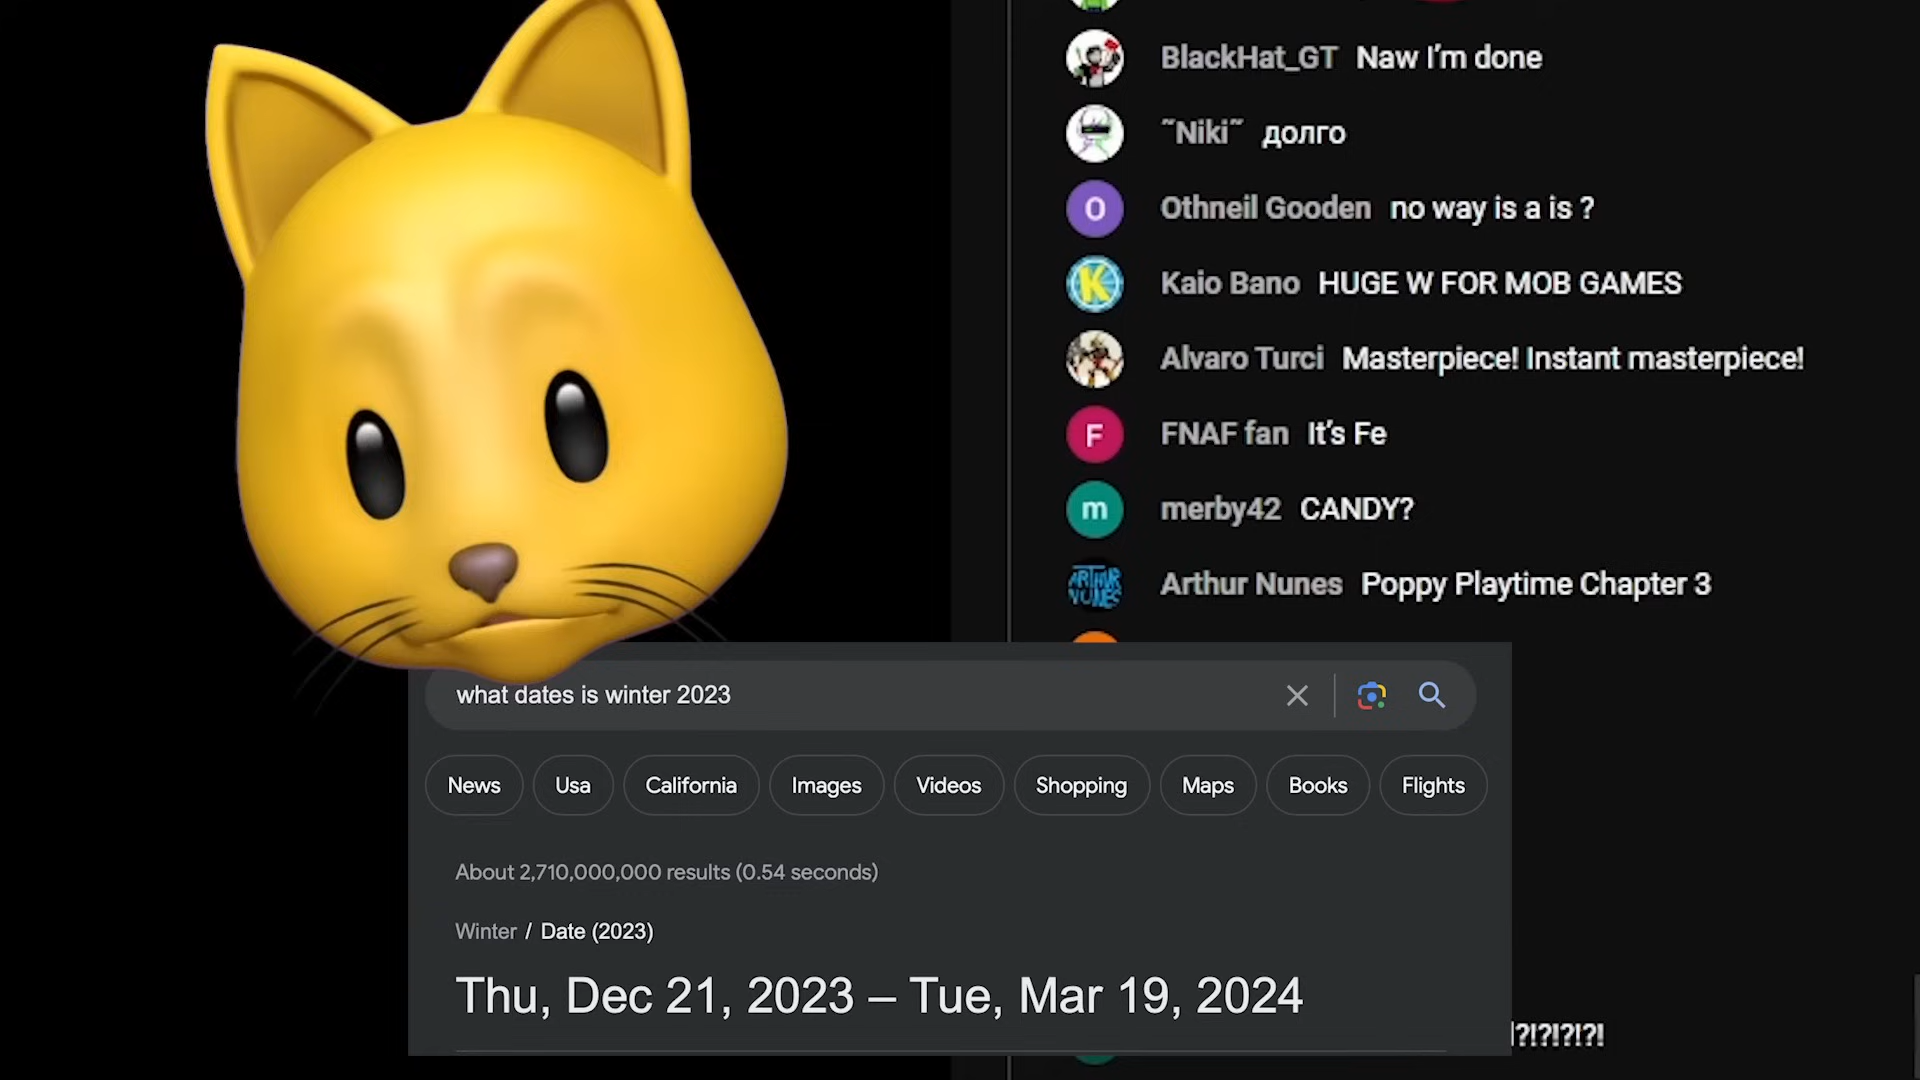 BlackHat_GT Naw I'm done
˜Niki˜ долго
O Othneil Gooden no way is a is ?
K Kaio Bano HUGE W FOR MOB GAMES
Alvaro Turci Masterpiece! Instant masterpiece!
F FNAF fan It's Fe
m merby42 CANDY?
ARTHUR NUNES Arthur Nunes Poppy Playtime Chapter 3
what dates is winter 2023
News Usa California Images Videos Shopping Maps Books Flights
About 2,710,000,000 results (0.54 seconds)
Winter / Date (2023)
Thu, Dec 21, 2023 – Tue, Mar 19, 2024
?!?!?!?!